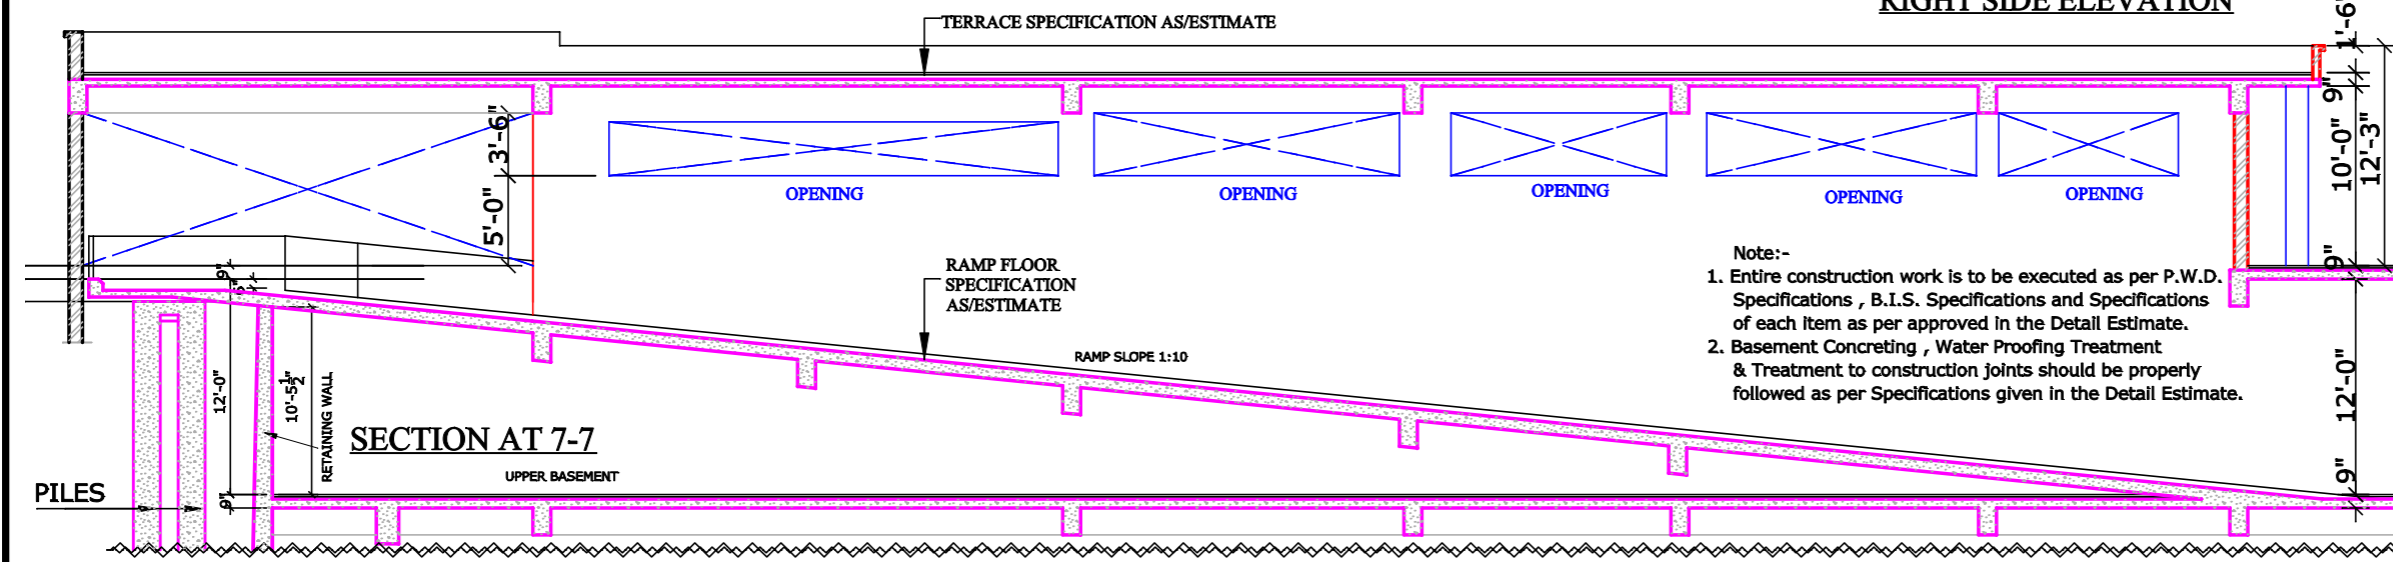 RIGHT SIDE ELEVATION
TERRACE SPECIFICATION AS/ESTIMATE
1'-6"
9"
10'-0"
12'-3"
9"
12'-0"
9"
3'-6"
5'-0"
OPENING
OPENING
OPENING
OPENING
OPENING
RAMP FLOOR
SPECIFICATION
AS/ESTIMATE
RAMP SLOPE 1:10
Note:-
1. Entire construction work is to be executed as per P.W.D.
Specifications , B.I.S. Specifications and Specifications
of each item as per approved in the Detail Estimate.
2. Basement Concreting , Water Proofing Treatment
& Treatment to construction joints should be properly
followed as per Specifications given in the Detail Estimate.
9"
12'-0"
10'-5 1/2"
RETAINING WALL
9"
SECTION AT 7-7
UPPER BASEMENT
PILES